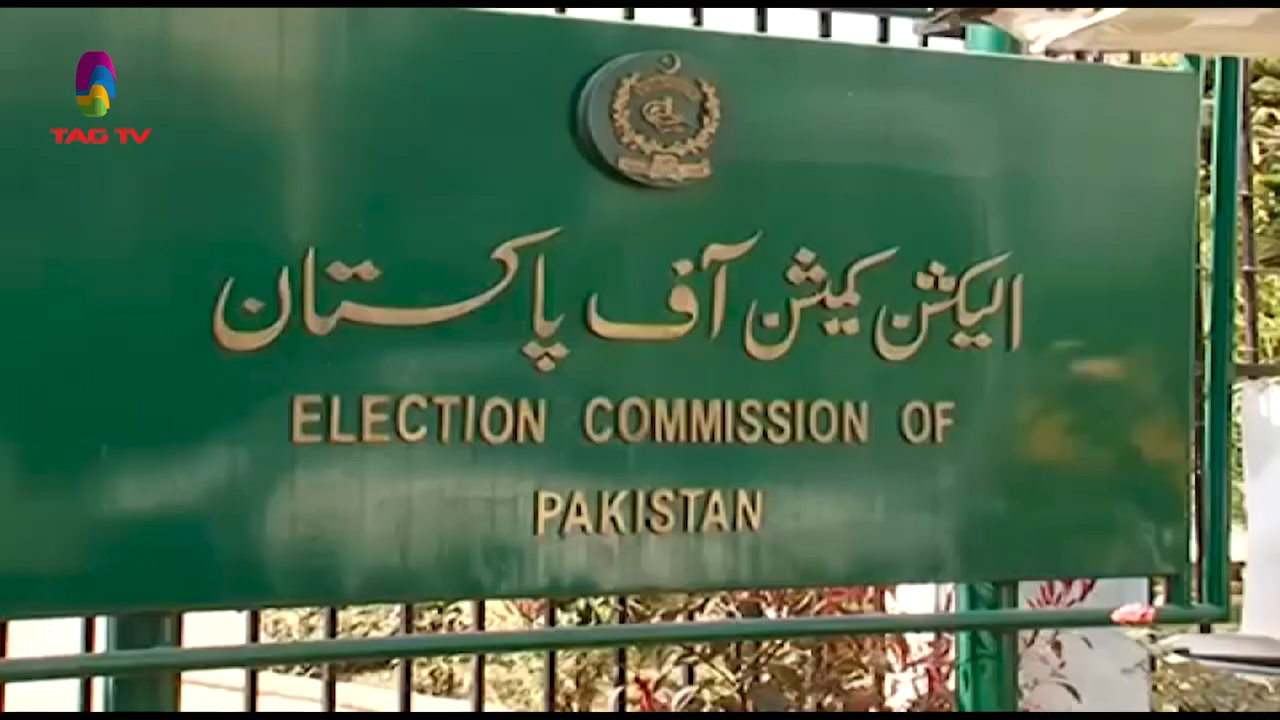 TAG TV
الیکشن کمیشن آف پاکستان
ELECTION COMMISSION OF
PAKISTAN